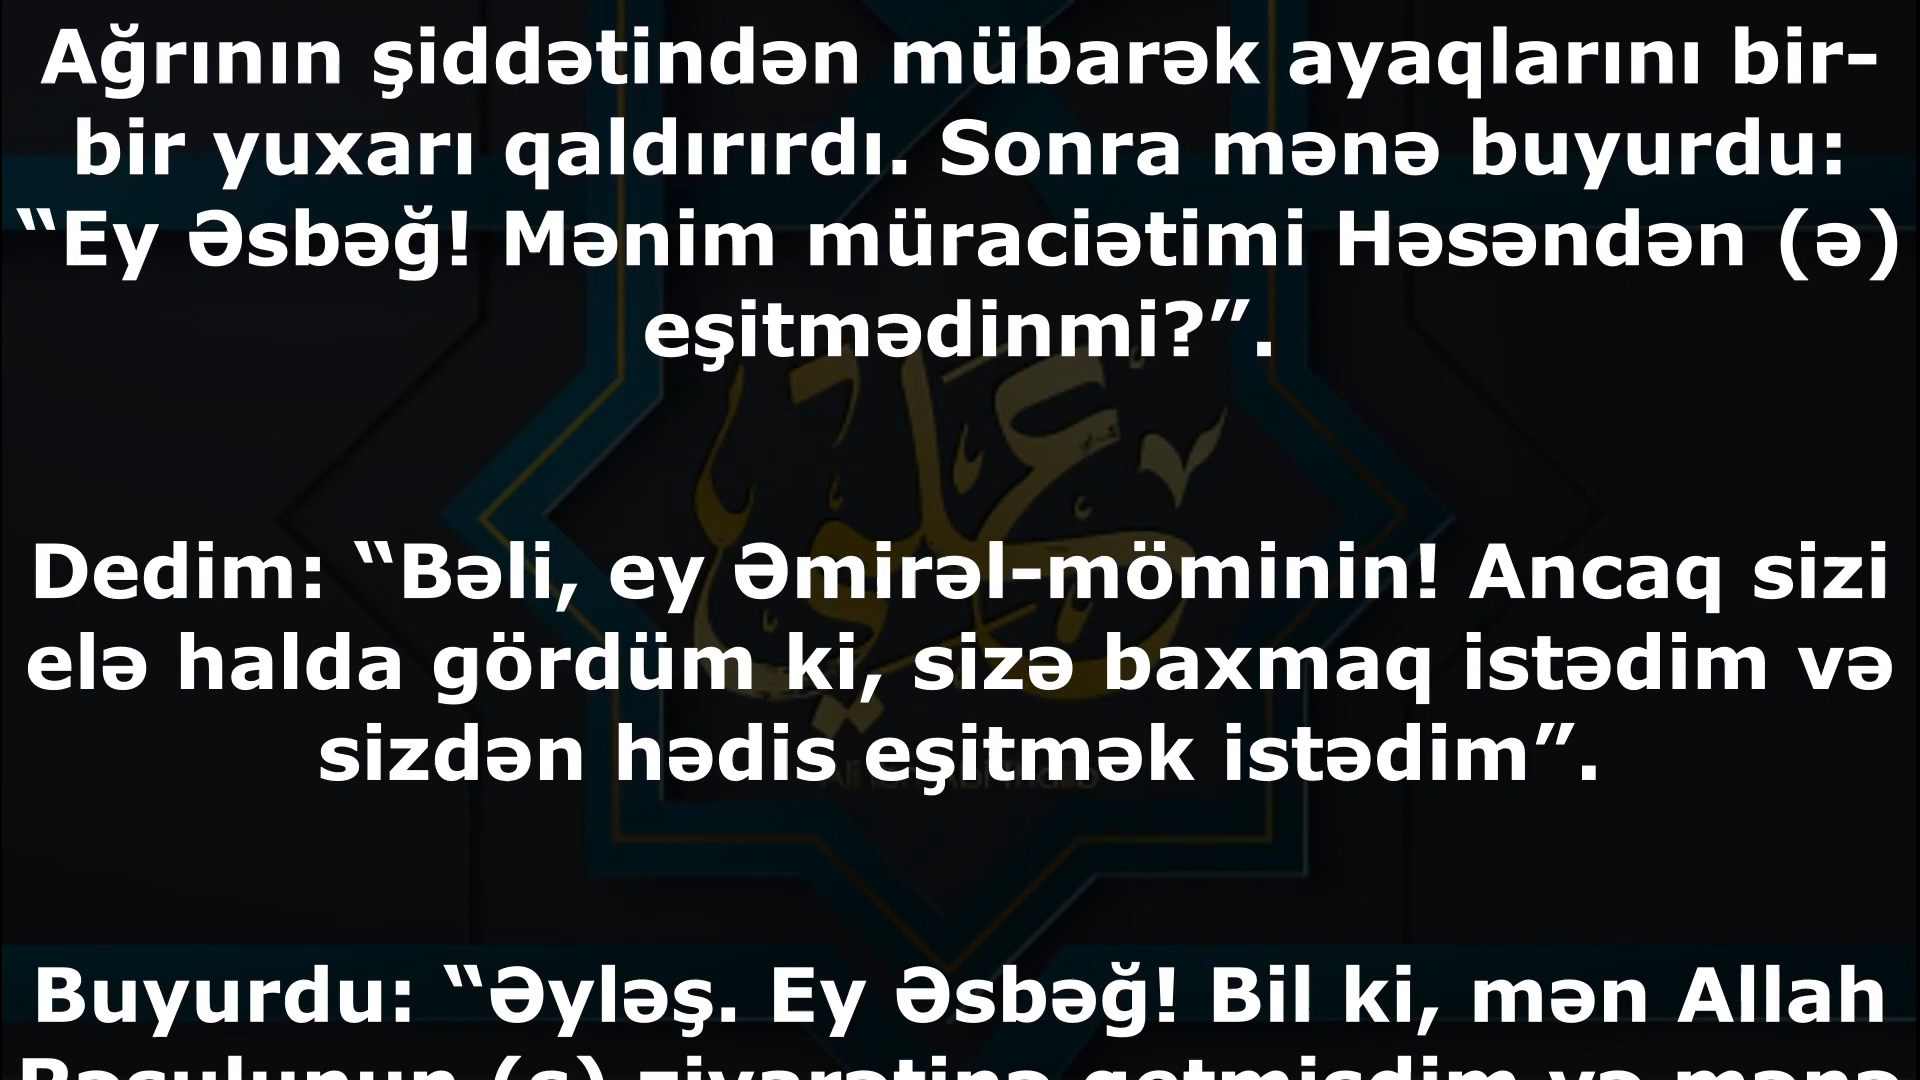 Ağrının şiddətindən mübarək ayaqlarını bir-
bir yuxarı qaldırırdı. Sonra mənə buyurdu:
“Ey Əsbəğ! Mənim müraciətimi Həsəndən (ə)
eşitmədinmi?”.
Dedim: “Bəli, ey Əmirəl-möminin! Ancaq sizi
elə halda gördüm ki, sizə baxmaq istədim və
sizdən hədis eşitmək istədim”.
Buyurdu: “Əyləş. Ey Əsbəğ! Bil ki, mən Allah
Rəsulunun (s) ziyarətinə getmişdim və mənə
علي